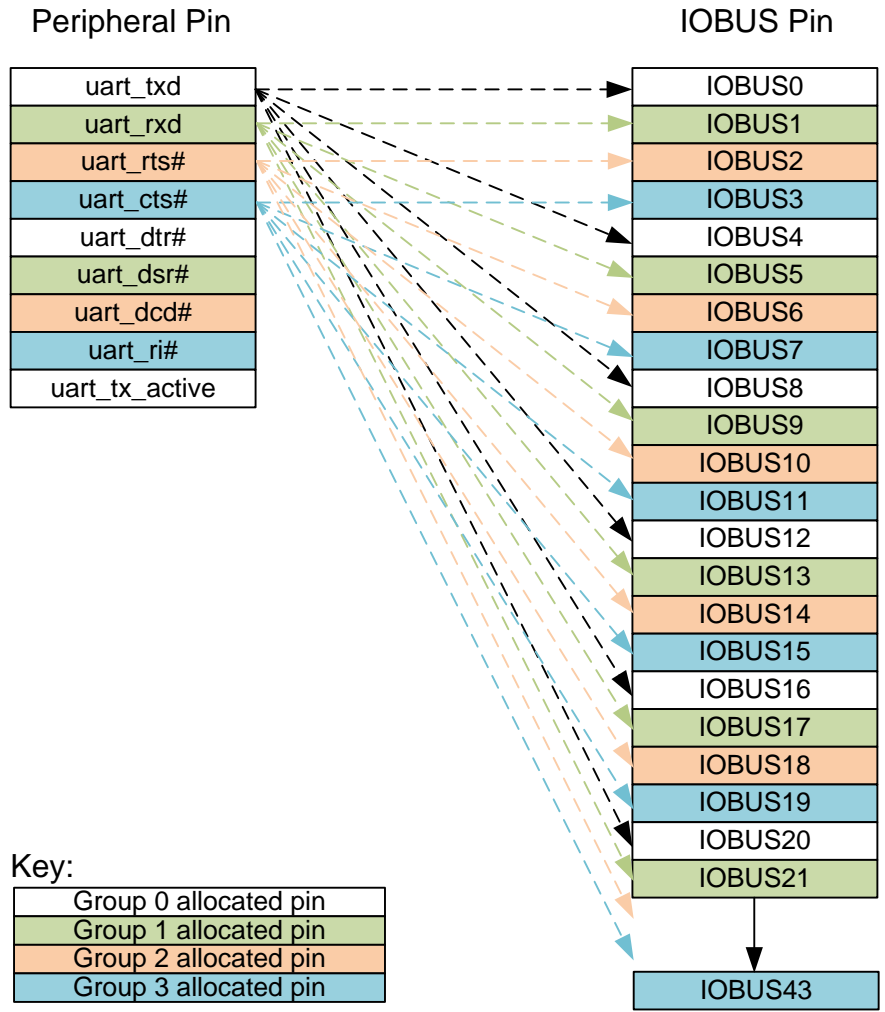 Peripheral Pin
uart_txd
uart_rxd
uart_rts#
uart_cts#
uart_dtr#
uart_dsr#
uart_dcd#
uart_ri#
uart_tx_active
IOBUS Pin
IOBUS0
IOBUS1
IOBUS2
IOBUS3
IOBUS4
IOBUS5
IOBUS6
IOBUS7
IOBUS8
IOBUS9
IOBUS10
IOBUS11
IOBUS12
IOBUS13
IOBUS14
IOBUS15
IOBUS16
IOBUS17
IOBUS18
IOBUS19
IOBUS20
IOBUS21
IOBUS43
Key:
Group 0 allocated pin
Group 1 allocated pin
Group 2 allocated pin
Group 3 allocated pin